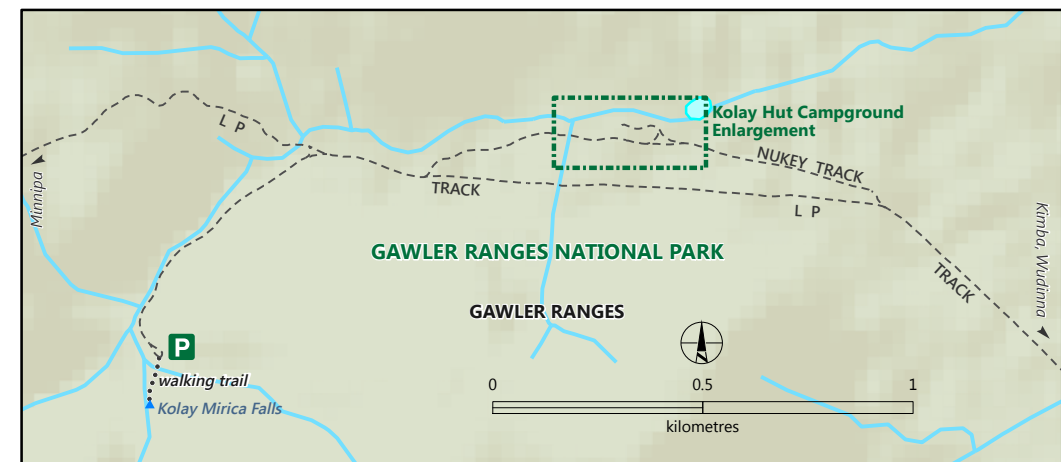 L P
Kolay Hut Campground
Enlargement
Minnipa
NUKEY TRACK
TRACK
L P
Kimba, Wudinna
GAWLER RANGES NATIONAL PARK
TRACK
GAWLER RANGES
P
walking trail
Kolay Mirica Falls
0 0.5 1
kilometres